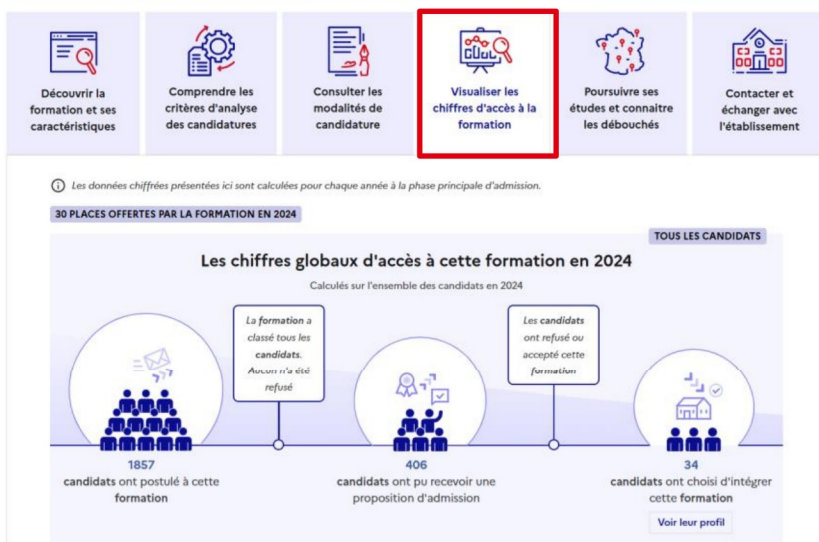 Découvrir la
formation et ses
caractéristiques
Comprendre les
critères d'analyse
des candidatures
Consulter les
modalités de
candidature
Visualiser les
chiffres d'accès à la
formation
Poursuivre ses
études et connaitre
les débouchés
Contacter et
échanger avec
l'établissement
Les données chiffrées présentées ici sont calculées pour chaque année à la phase principale d'admission.
30 PLACES OFFERTES PAR LA FORMATION EN 2024
TOUS LES CANDIDATS
Les chiffres globaux d'accès à cette formation en 2024
Calculés sur l'ensemble des candidats en 2024
La formation a
classé tous les
candidats.
Aucun n'a été
refusé
Les candidats
ont refusé ou
accepté cette
formation
1857
candidats ont postulé à cette
formation
406
candidats ont pu recevoir une
proposition d'admission
34
candidats ont choisi d'intégrer
cette formation
Voir leur profil